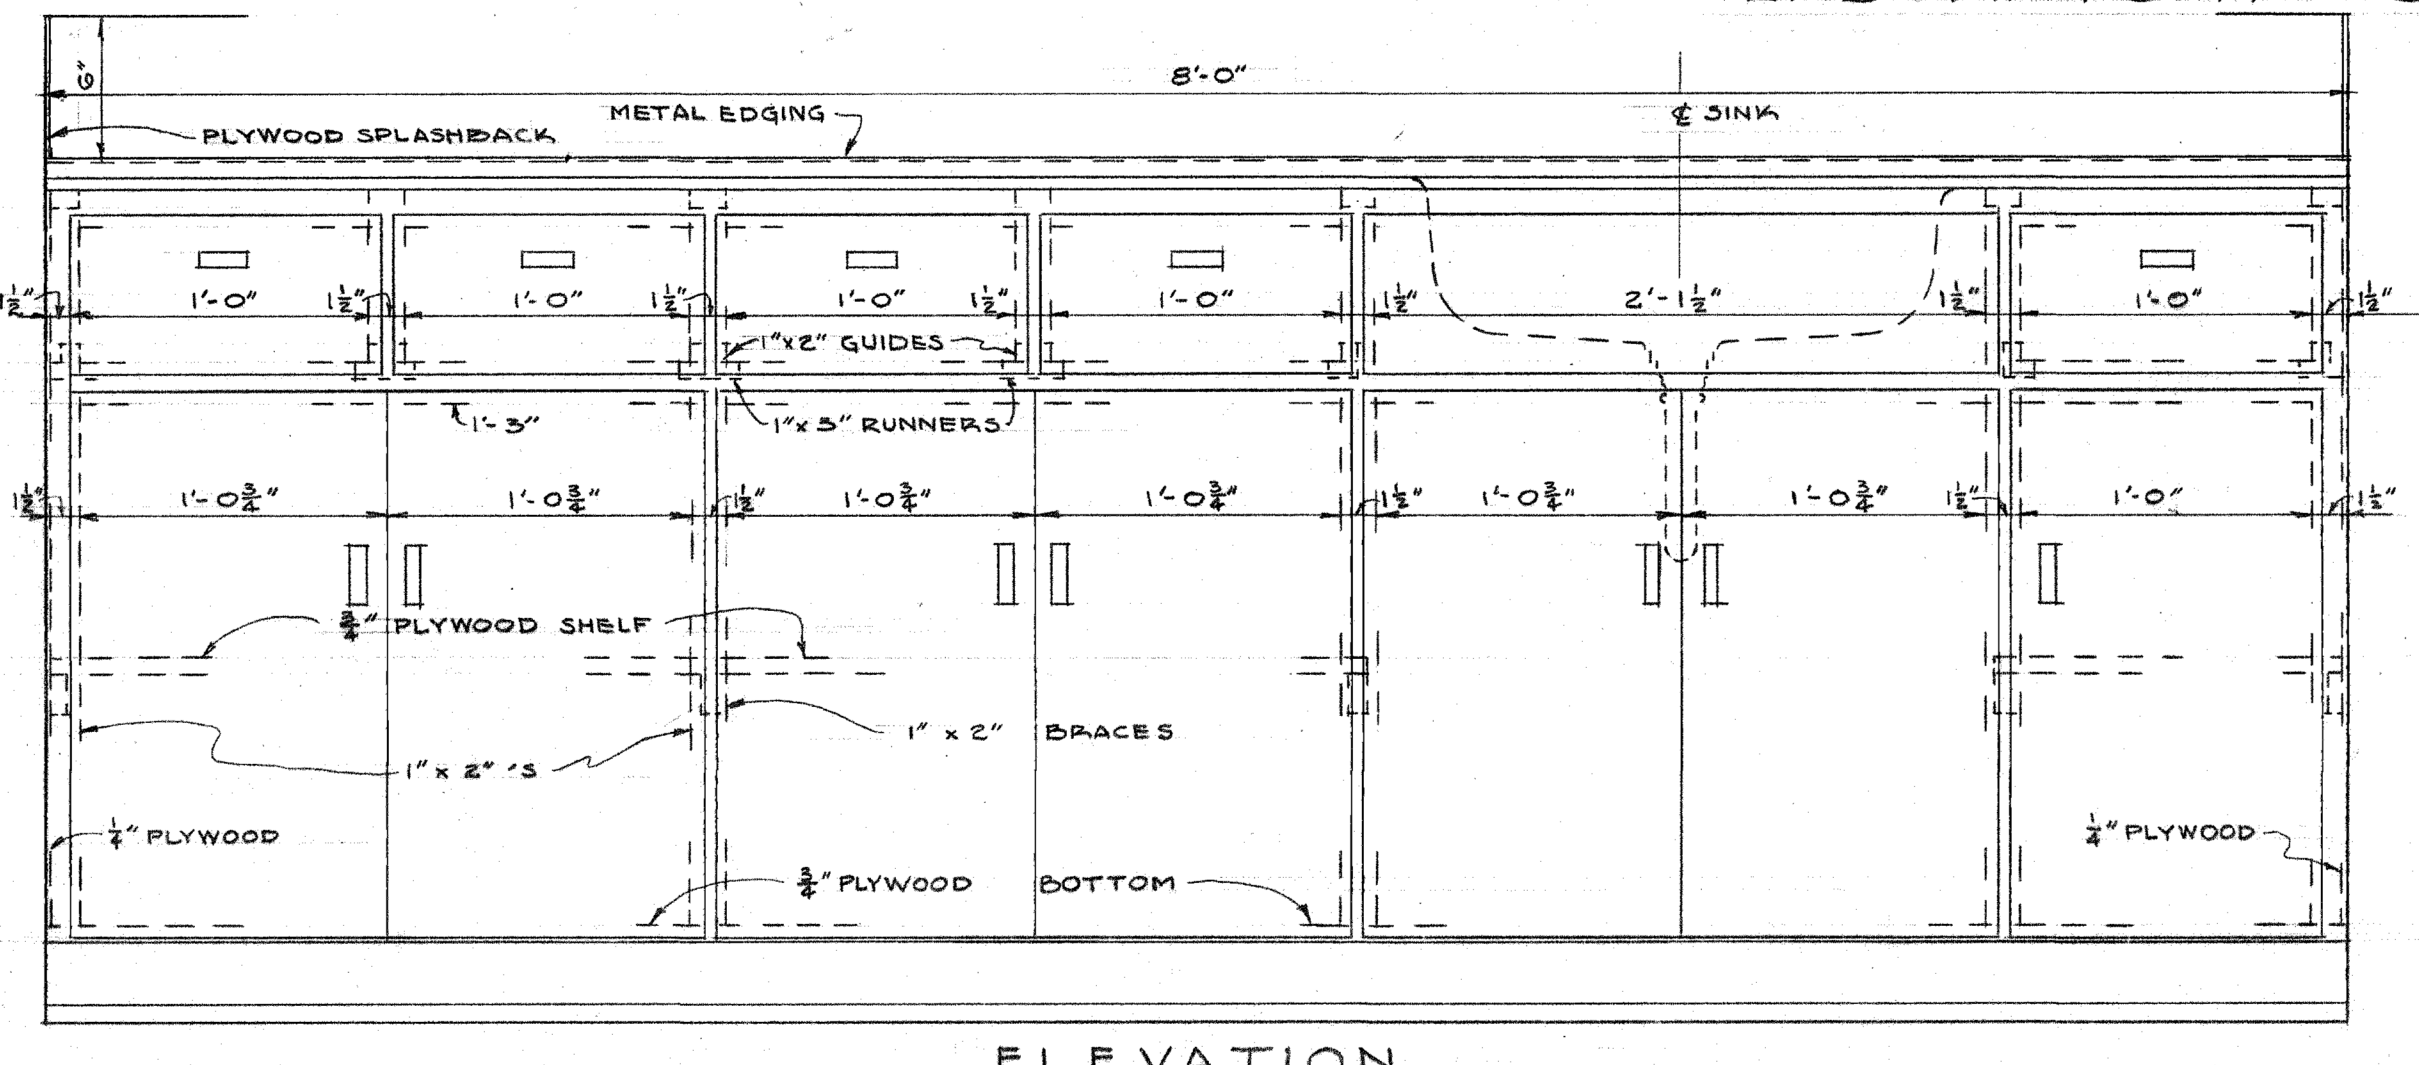 8'-0"
6"
METAL EDGING
℄ SINK
PLYWOOD SPLASHBACK
1½" 1'-0" 1½" 1'-0" 1½" 1'-0" 1½" 1'-0" 1½" 2'-1½" 1½" 1'-0" 1½"
1"x2" GUIDES
1'-3" 1"x3" RUNNERS
1½" 1'-0¾" 1'-0¾" 1½" 1'-0¾" 1'-0¾" 1½" 1'-0¾" 1'-0¾" 1½" 1'-0" 1½"
¾" PLYWOOD SHELF
1" x 2" BRACES
1" x 2" 'S
¼" PLYWOOD ¼" PLYWOOD
¾" PLYWOOD BOTTOM
ELEVATION